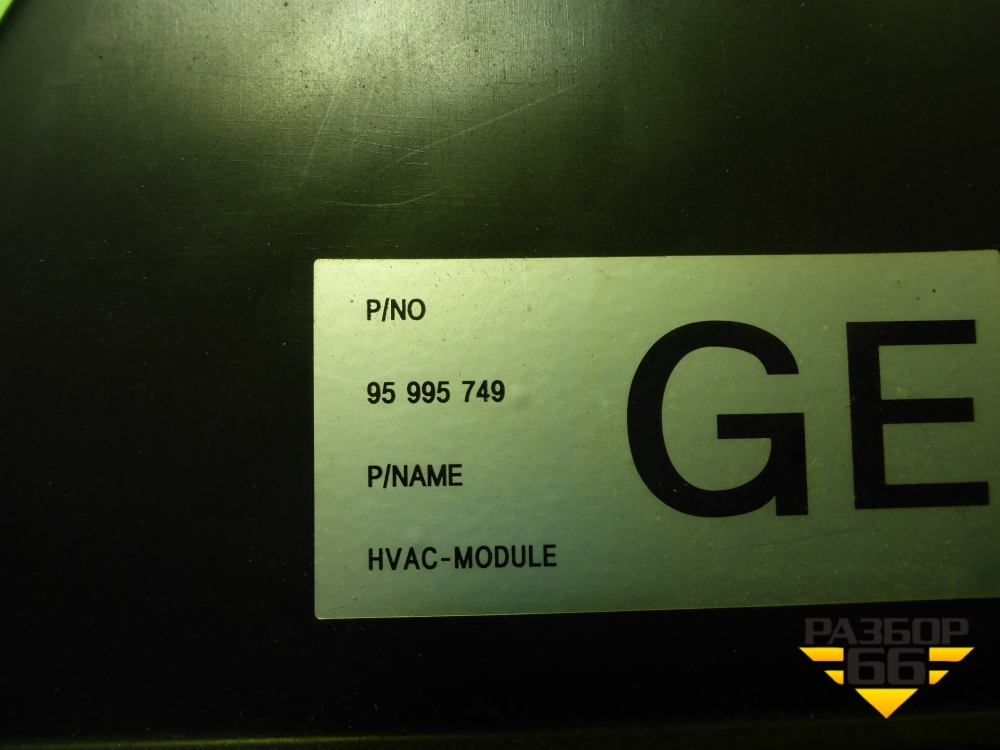 P/NO
95 995 749
P/NAME
HVAC-MODULE
GE
РАЗБОР
66